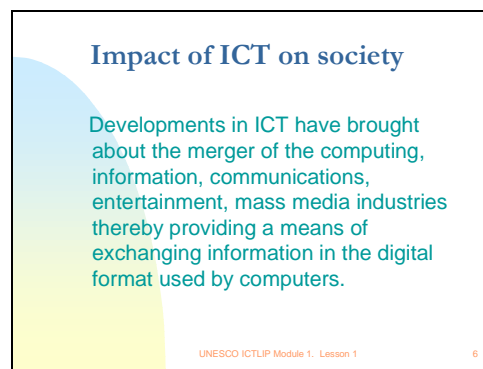 Impact of ICT on society
Developments in ICT have brought
about the merger of the computing,
information, communications,
entertainment, mass media industries
thereby providing a means of
exchanging information in the digital
format used by computers.
UNESCO ICTLIP Module 1. Lesson 1
6